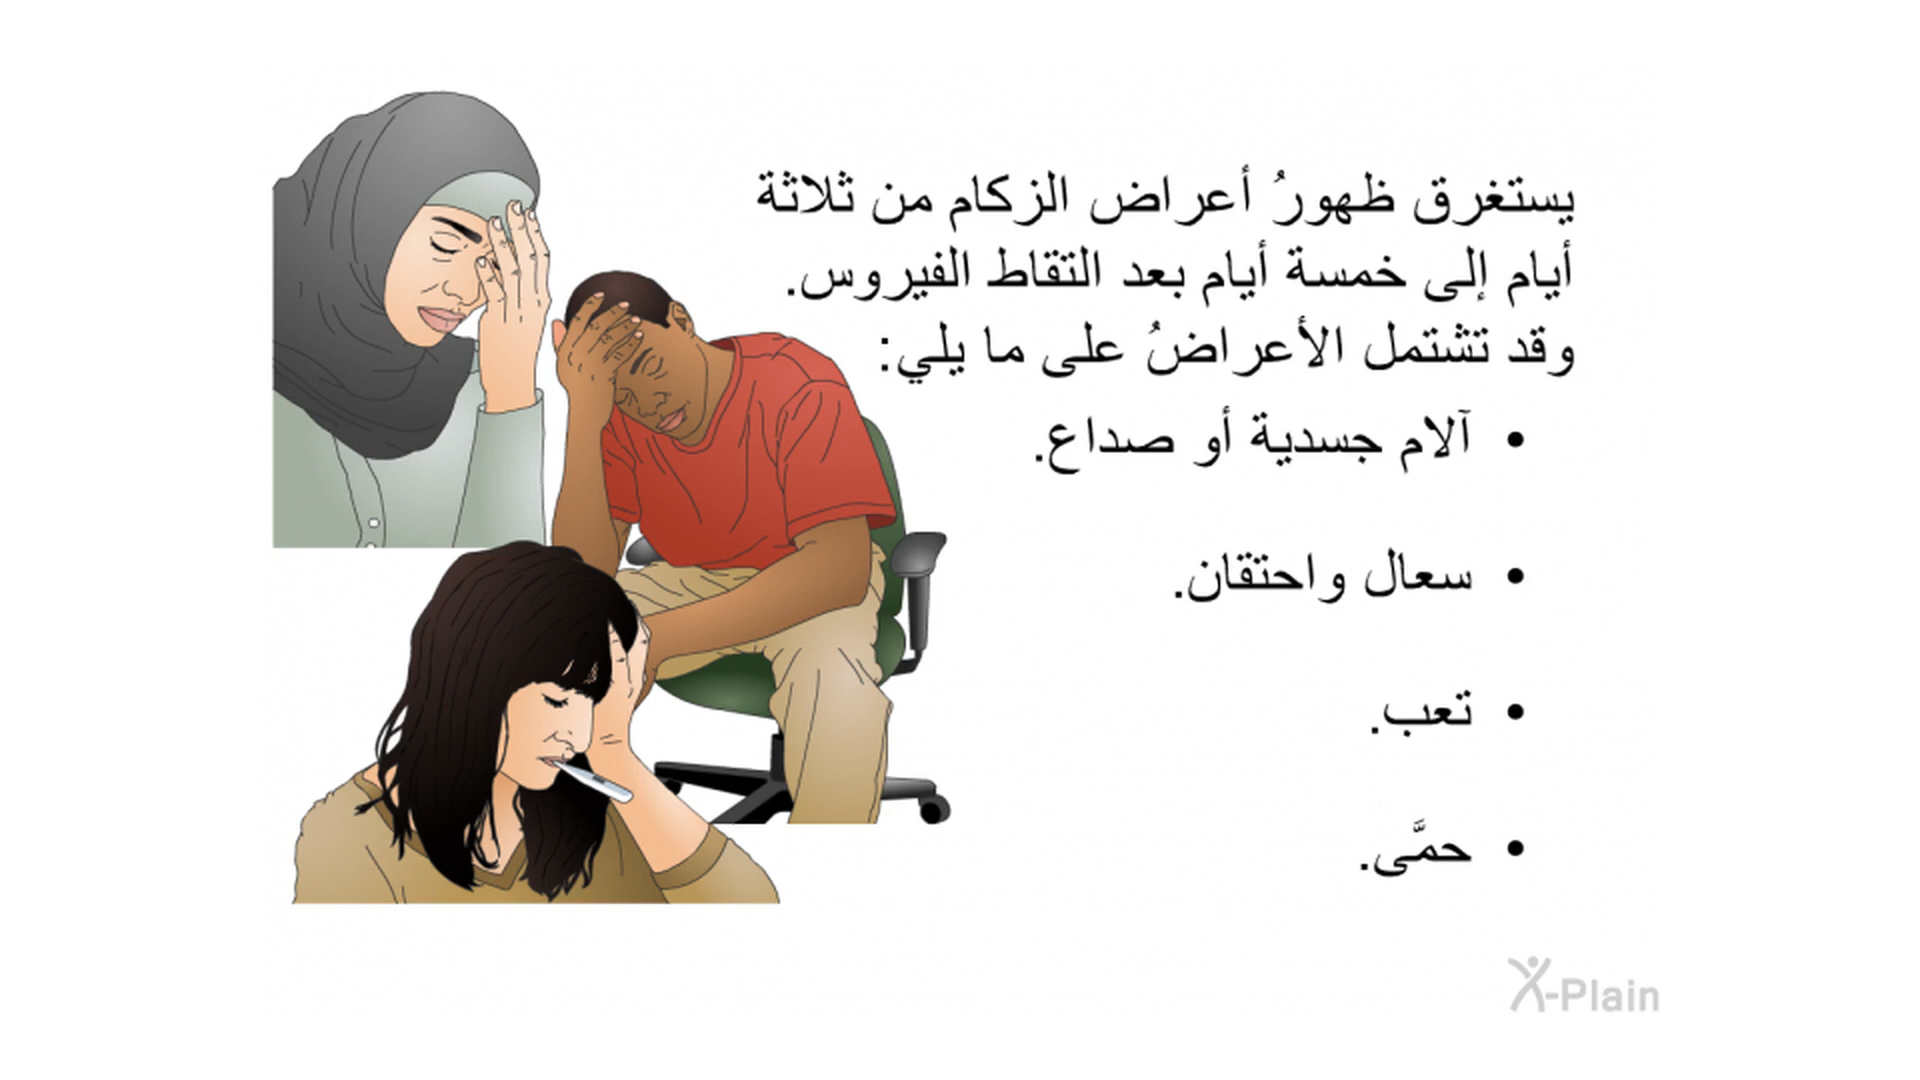 يستغرق ظهورُ أعراض الزكام من ثلاثة
أيام إلى خمسة أيام بعد التقاط الفيروس.
وقد تشتمل الأعراضُ على ما يلي:
• آلام جسدية أو صداع.
• سعال واحتقان.
• تعب.
• حمَّى.
X-Plain